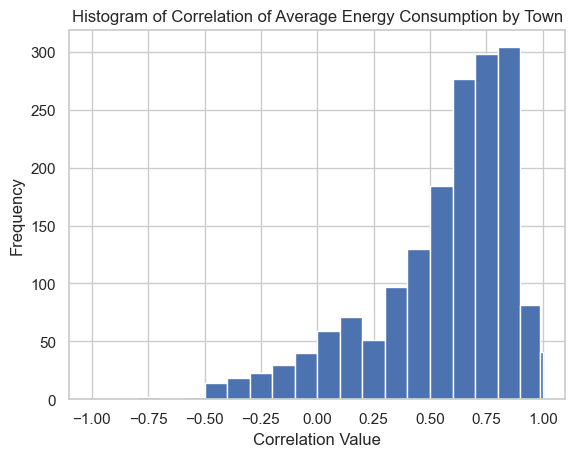 Histogram of Correlation of Average Energy Consumption by Town
300
250
200
150
100
50
0
Frequency
−1.00 −0.75 −0.50 −0.25 0.00 0.25 0.50 0.75 1.00
Correlation Value